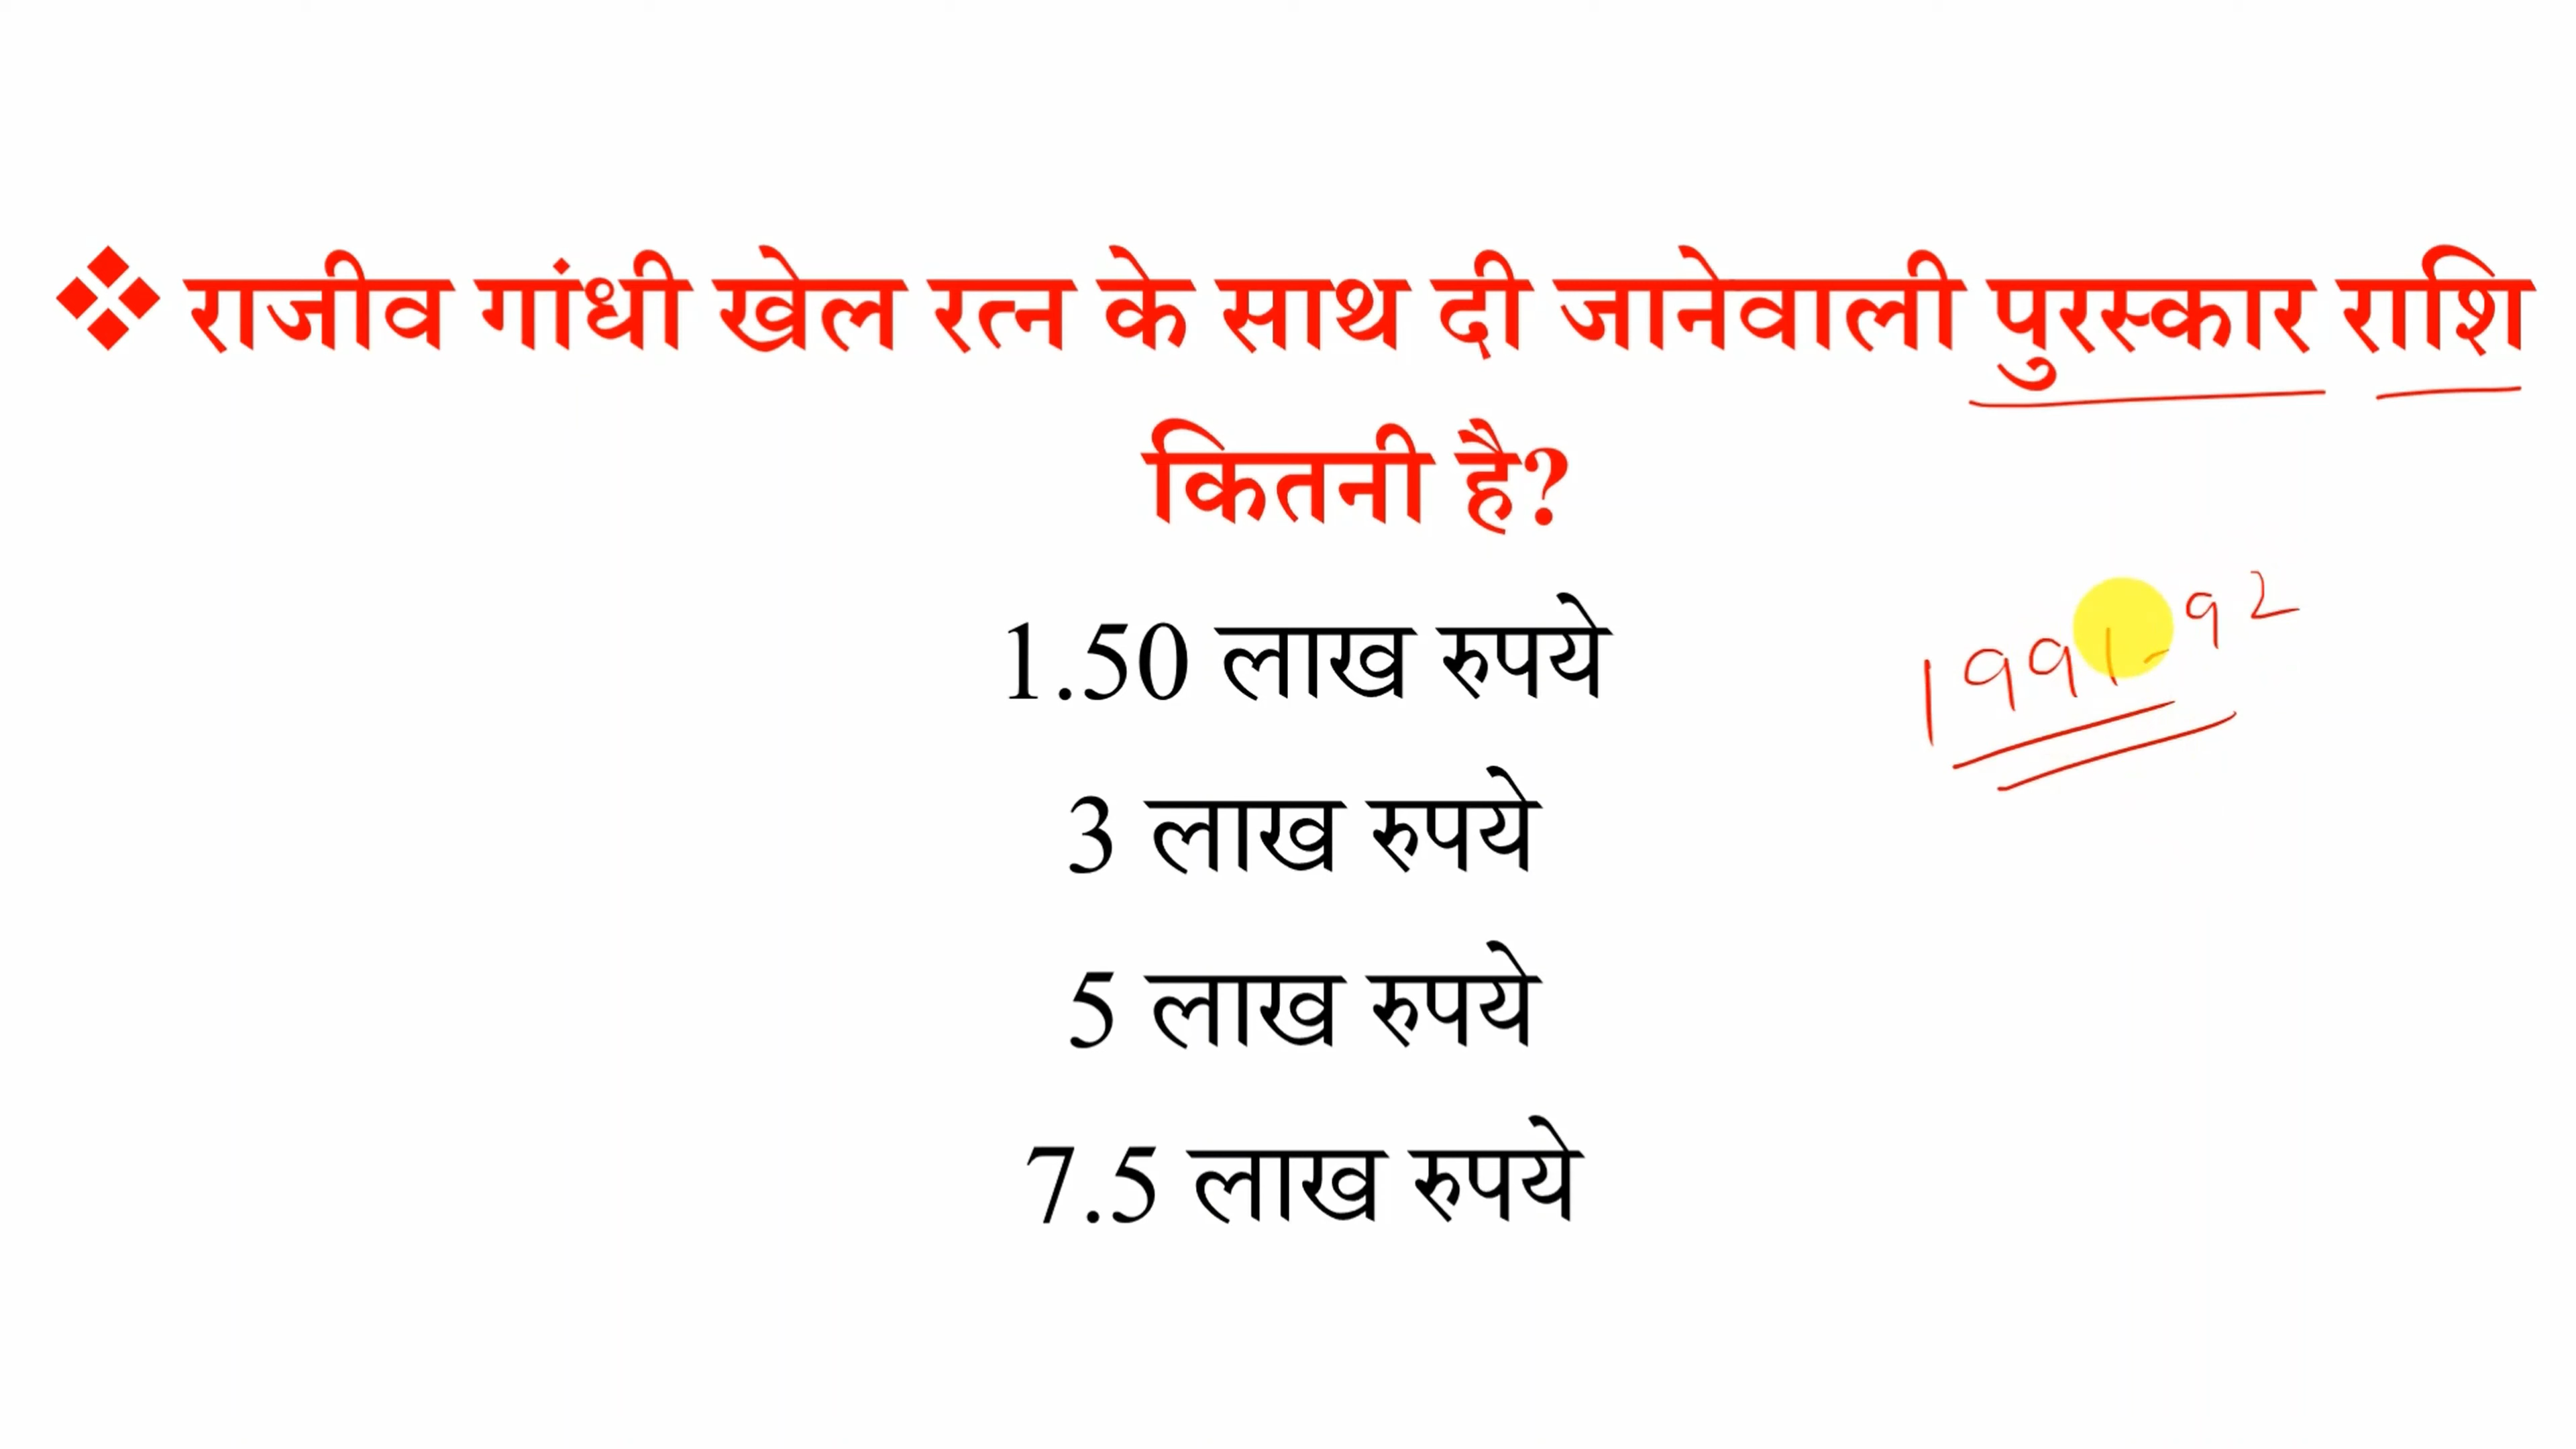 ❖ राजीव गांधी खेल रत्न के साथ दी जानेवाली पुरस्कार राशि
कितनी है?
1.50 लाख रुपये
1991-92
3 लाख रुपये
5 लाख रुपये
7.5 लाख रुपये